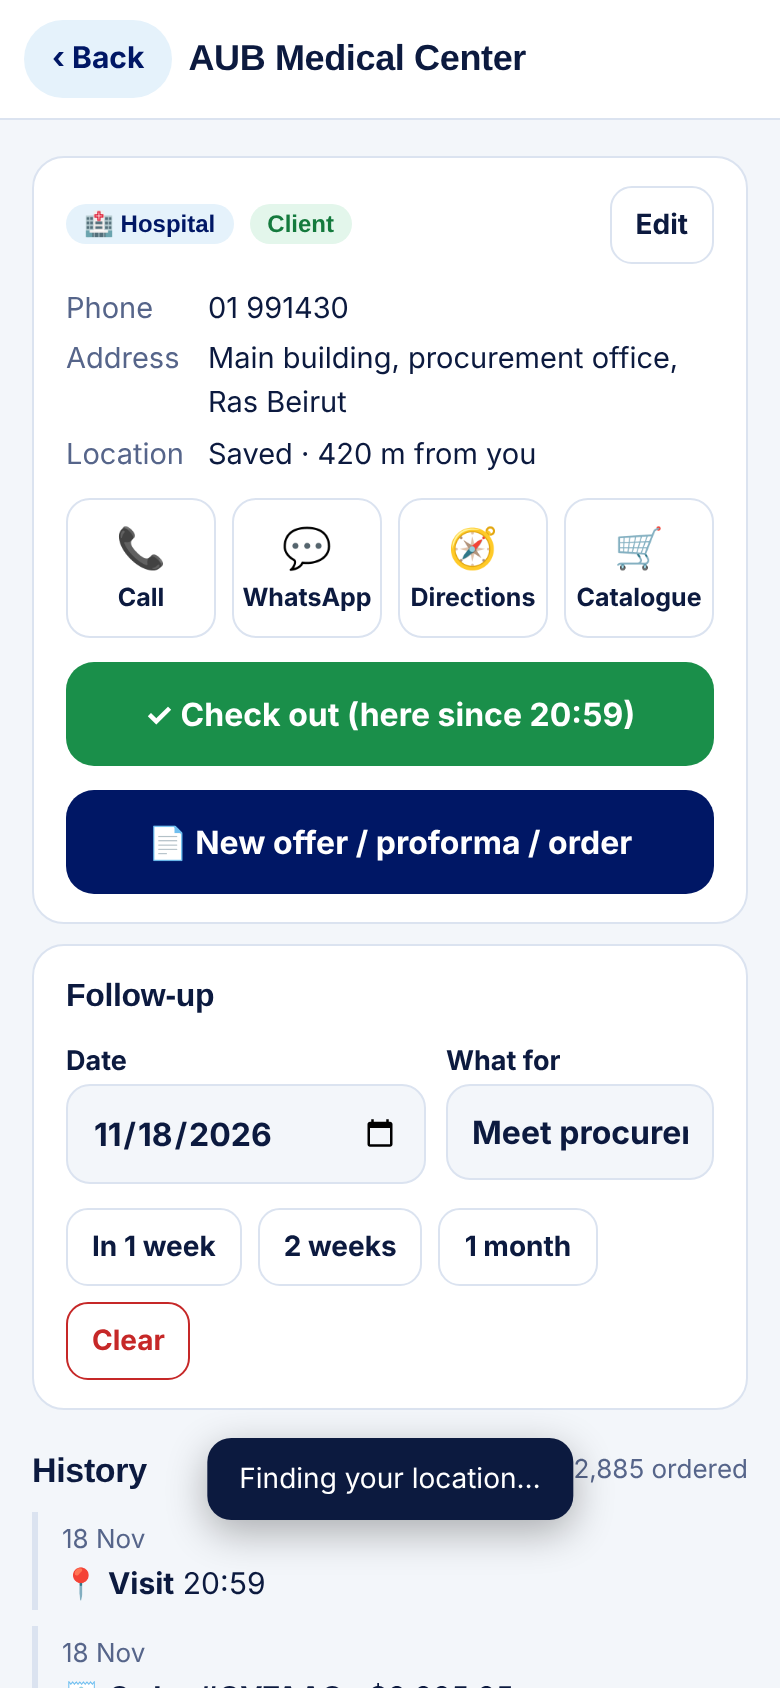 ‹ Back
AUB Medical Center
Hospital
Client
Edit
Phone 01 991430
Address Main building, procurement office,
Ras Beirut
Location Saved · 420 m from you
Call
WhatsApp
Directions
Catalogue
✓ Check out (here since 20:59)
New offer / proforma / order
Follow-up
Date
What for
11/18/2026
Meet
In 1 week
2 weeks
1 month
Clear
History
2,885 ordered
Finding your location...
18 Nov
Visit 20:59
18 Nov